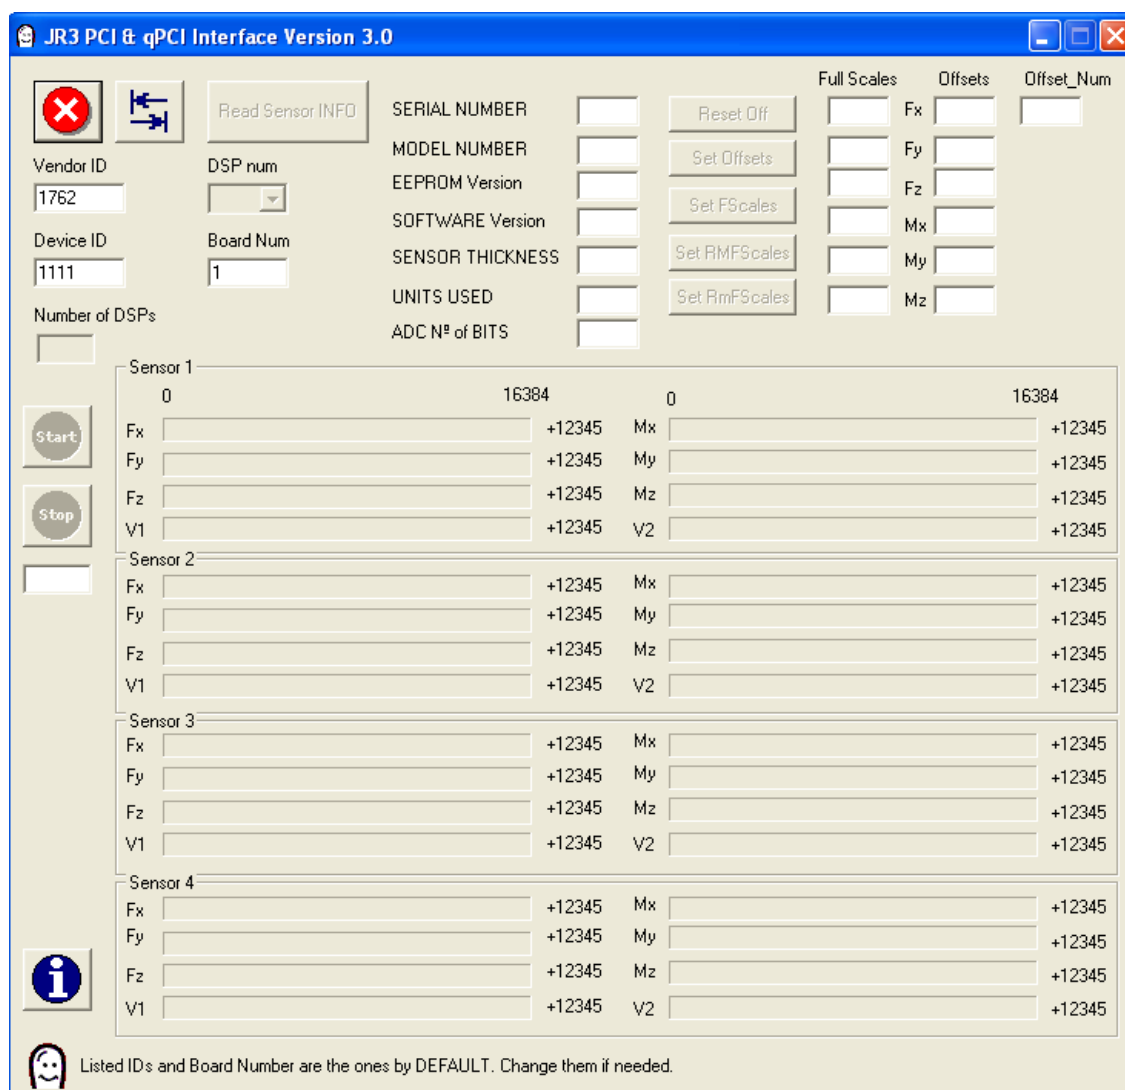 JR3 PCI & qPCI Interface Version 3.0
Full Scales Offsets Offset_Num
Read Sensor INFO
SERIAL NUMBER
Reset Off
Fx
MODEL NUMBER
Set Offsets
Fy
Vendor ID
DSP num
EEPROM Version
Fz
1762
Set FScales
SOFTWARE Version
Mx
Device ID
Board Num
SENSOR THICKNESS
Set RMFScales
My
1111
1
UNITS USED
Set RmFScales
Mz
Number of DSPs
ADC Nº of BITS
Sensor 1
0 16384 0 16384
Start
Fx +12345 Mx +12345
Fy +12345 My +12345
Fz +12345 Mz +12345
Stop
V1 +12345 V2 +12345
Sensor 2
Fx +12345 Mx +12345
Fy +12345 My +12345
Fz +12345 Mz +12345
V1 +12345 V2 +12345
Sensor 3
Fx +12345 Mx +12345
Fy +12345 My +12345
Fz +12345 Mz +12345
V1 +12345 V2 +12345
Sensor 4
Fx +12345 Mx +12345
Fy +12345 My +12345
Fz +12345 Mz +12345
V1 +12345 V2 +12345
Listed IDs and Board Number are the ones by DEFAULT. Change them if needed.